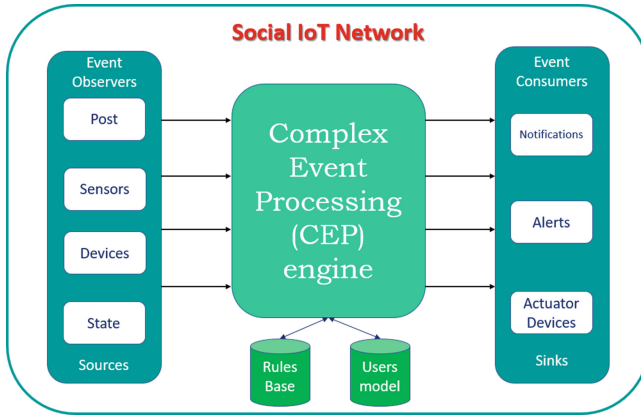 Social IoT Network
Event
Observers
Post
Sensors
Devices
State
Sources
Complex
Event
Processing
(CEP)
engine
Rules
Base
Users
model
Event
Consumers
Notifications
Alerts
Actuator
Devices
Sinks